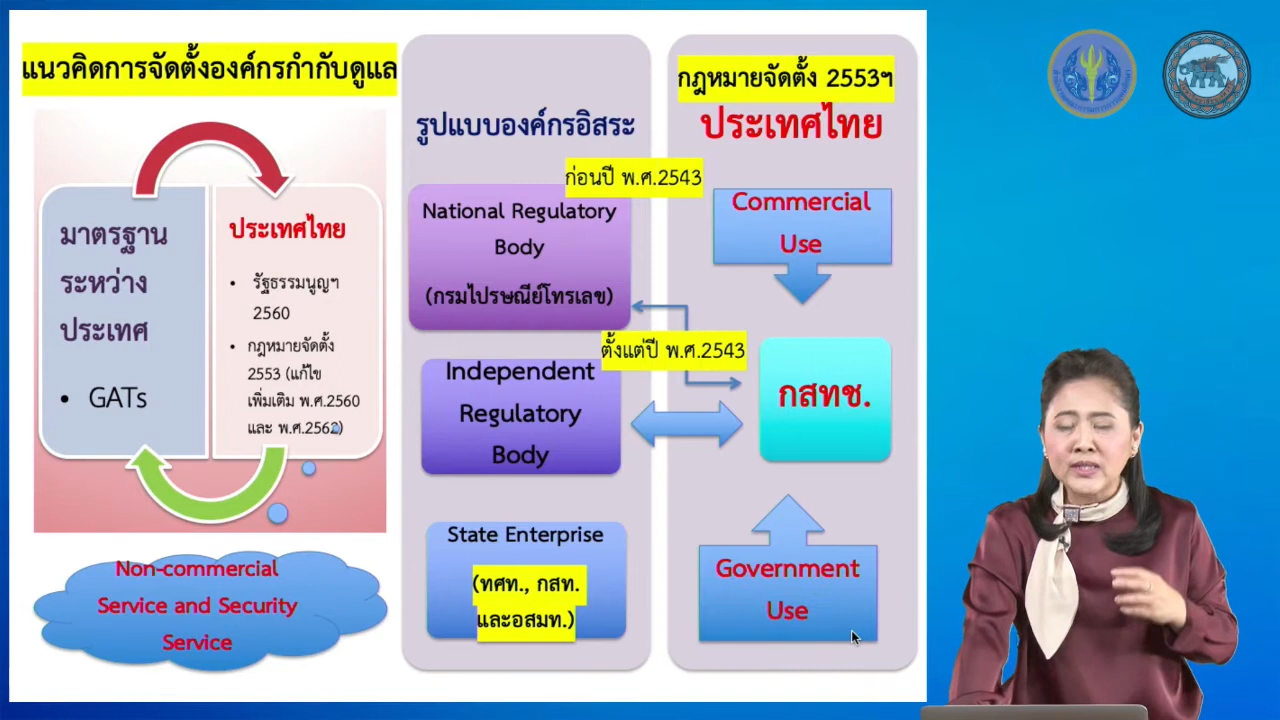 แนวคิดการจัดตั้งองค์กรกำกับดูแล
มาตรฐาน
ระหว่าง
ประเทศ
• GATs
ประเทศไทย
• รัฐธรรมนูญฯ
2560
• กฎหมายจัดตั้ง
2553 (แก้ไข
เพิ่มเติม พ.ศ.2560
และ พ.ศ.2562)
Non-commercial
Service and Security
Service
รูปแบบองค์กรอิสระ
ก่อนปี พ.ศ.2543
National Regulatory
Body
(กรมไปรษณีย์โทรเลข)
ตั้งแต่ปี พ.ศ.2543
Independent
Regulatory
Body
State Enterprise
(ทศท., กสท.
และอสมท.)
กฎหมายจัดตั้ง 2553ฯ
ประเทศไทย
Commercial
Use
กสทช.
Government
Use